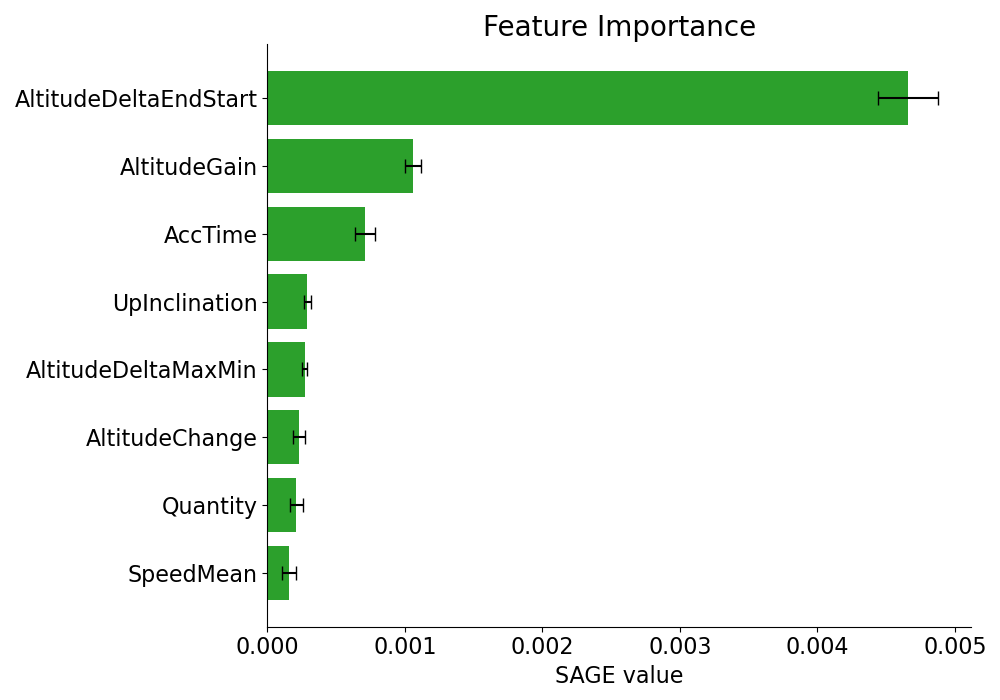 Feature Importance
AltitudeDeltaEndStart
AltitudeGain
AccTime
UpInclination
AltitudeDeltaMaxMin
AltitudeChange
Quantity
SpeedMean
0.000 0.001 0.002 0.003 0.004 0.005
SAGE value